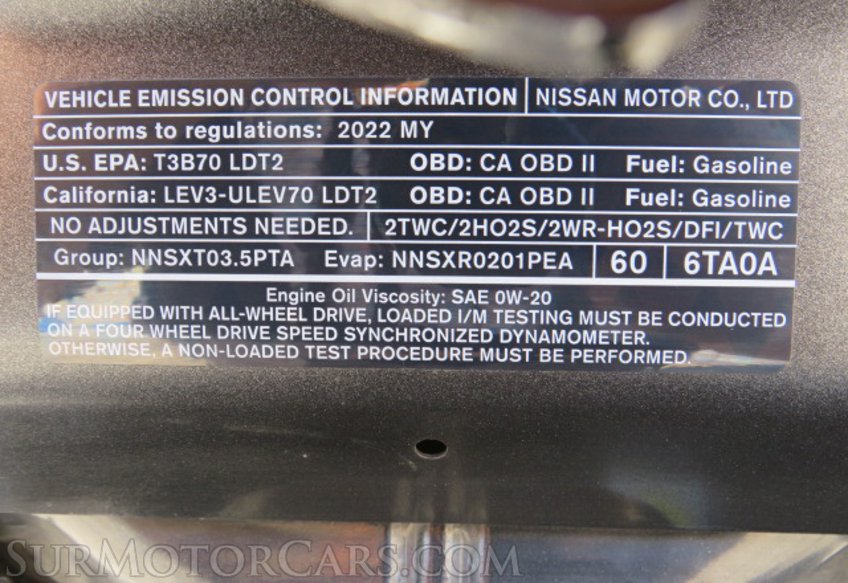 VEHICLE EMISSION CONTROL INFORMATION NISSAN MOTOR CO., LTD
Conforms to regulations: 2022 MY
U.S. EPA: T3B70 LDT2 OBD: CA OBD II Fuel: Gasoline
California: LEV3-ULEV70 LDT2 OBD: CA OBD II Fuel: Gasoline
NO ADJUSTMENTS NEEDED. 2TWC/2HO2S/2WR-HO2S/DFI/TWC
Group: NNSXT03.5PTA Evap: NNSXR0201PEA 60 6TA0A
Engine Oil Viscosity: SAE 0W-20
IF EQUIPPED WITH ALL-WHEEL DRIVE, LOADED I/M TESTING MUST BE CONDUCTED
ON A FOUR WHEEL DRIVE SPEED SYNCHRONIZED DYNAMOMETER.
OTHERWISE, A NON-LOADED TEST PROCEDURE MUST BE PERFORMED.
SURMOTORCARS.COM